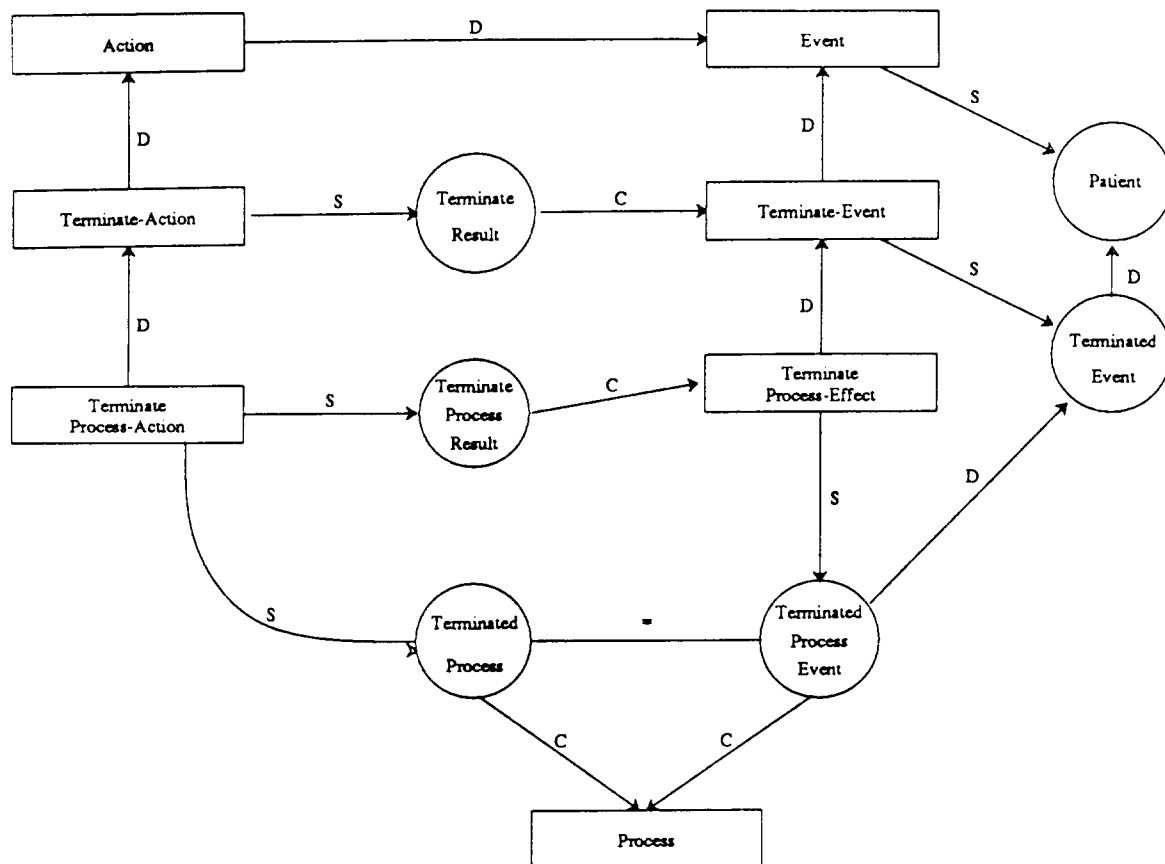 Action
D
Event
S
D
D
Patient
Terminate-Action
S
Terminate
Result
C
Terminate-Event
S
D
D
D
Terminated
Event
Terminate
Process-Action
S
Terminate
Process
Result
C
Terminate
Process-Effect
D
S
S
Terminated
Process
=
Terminated
Process
Event
C
C
Process